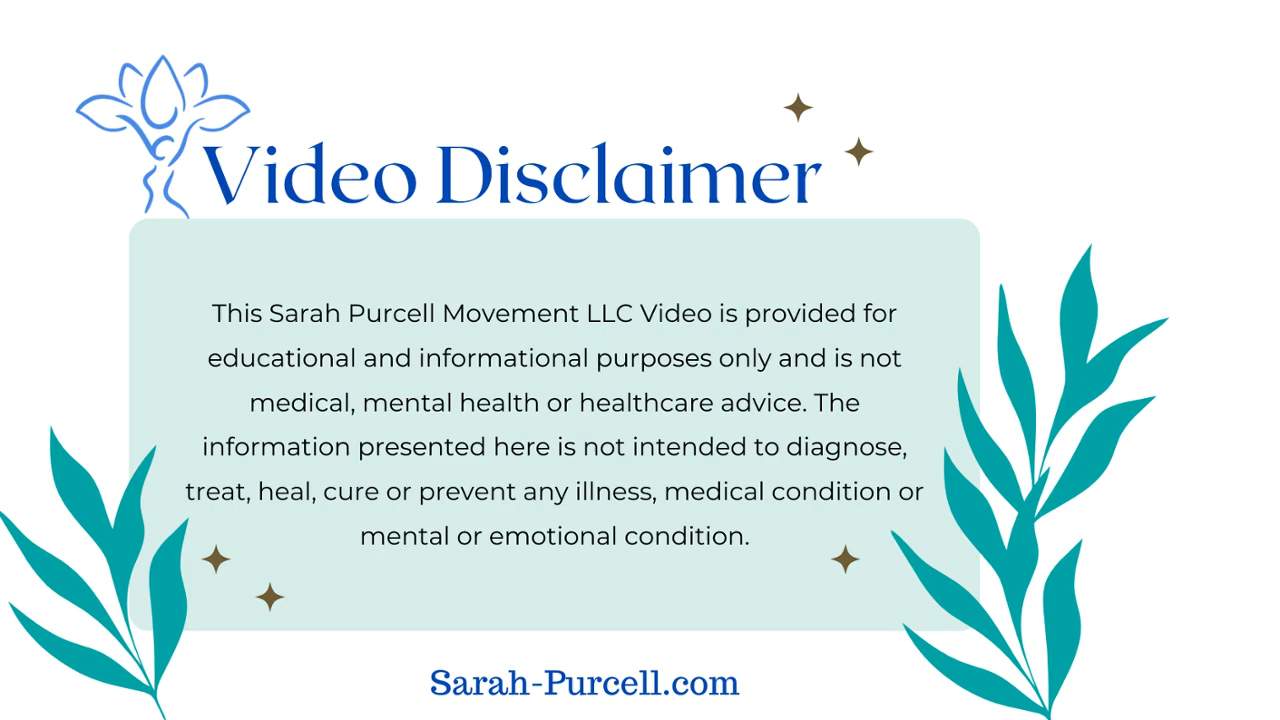 Video Disclaimer
This Sarah Purcell Movement LLC Video is provided for
educational and informational purposes only and is not
medical, mental health or healthcare advice. The
information presented here is not intended to diagnose,
treat, heal, cure or prevent any illness, medical condition or
mental or emotional condition.
Sarah-Purcell.com